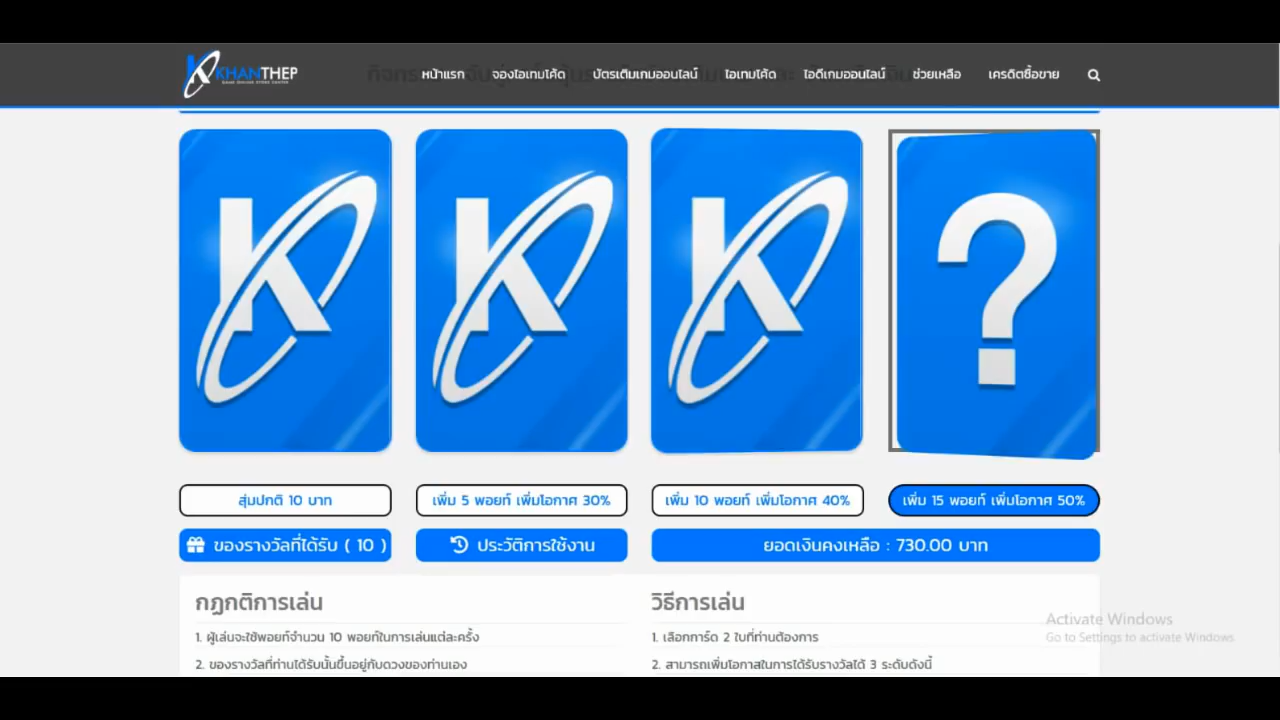 KHANTHEP
GAME ONLINE STORE CENTER
หน้าแรก จองไอเทมโค้ด บัตรเติมเกมออนไลน์ ไอเทมโค้ด ไอดีเกมออนไลน์ ช่วยเหลือ เครดิตซื้อขาย
K K K ?
สุ่มปกติ 10 บาท
เพิ่ม 5 พอยท์ เพิ่มโอกาศ 30%
เพิ่ม 10 พอยท์ เพิ่มโอกาศ 40%
เพิ่ม 15 พอยท์ เพิ่มโอกาศ 50%
ของรางวัลที่ได้รับ ( 10 )
ประวัติการใช้งาน
ยอดเงินคงเหลือ : 730.00 บาท
กฏกติการเล่น
1. ผู้เล่นจะใช้พอยท์จำนวน 10 พอยท์ในการเล่นแต่ละครั้ง
2. ของรางวัลที่ท่านได้รับนั้นขึ้นอยู่กับดวงของท่านเอง
วิธีการเล่น
1. เลือกการ์ด 2 ใบที่ท่านต้องการ
2. สามารถเพิ่มโอกาสในการได้รับรางวัลได้ 3 ระดับดังนี้
Activate Windows
Go to Settings to activate Windows.